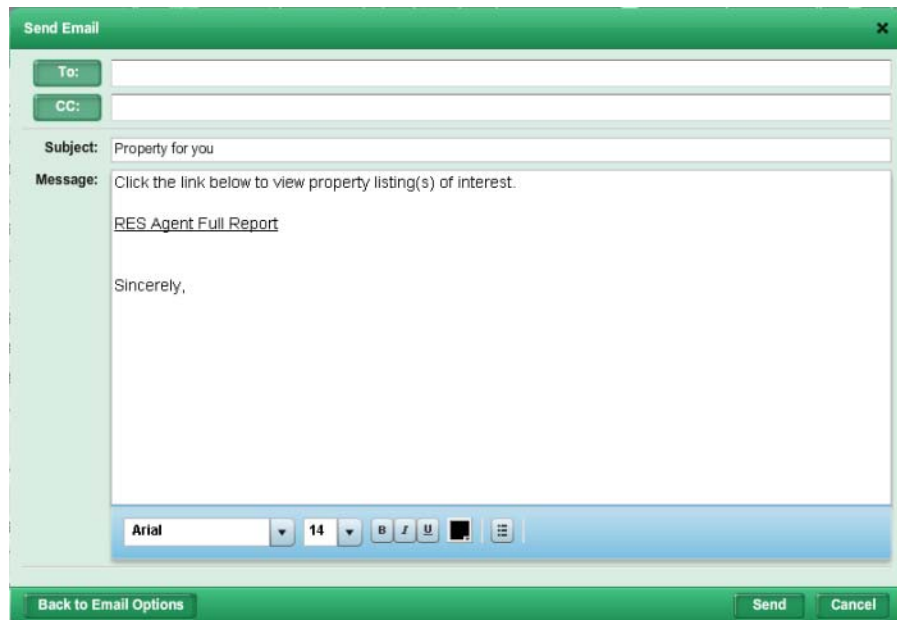 Send Email
To:
CC:
Subject: Property for you
Message: Click the link below to view property listing(s) of interest.
RES Agent Full Report
Sincerely,
Arial 14 B I U
Back to Email Options Send Cancel